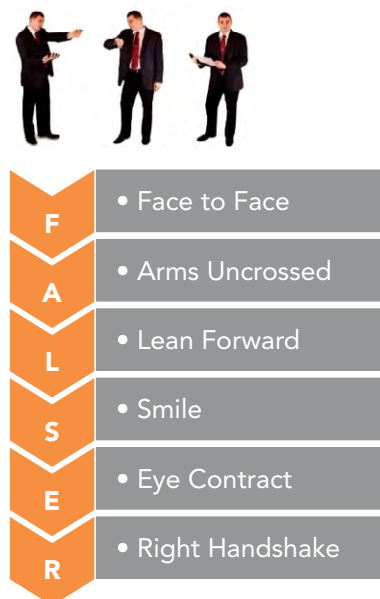 F
• Face to Face
A
• Arms Uncrossed
L
• Lean Forward
S
• Smile
E
• Eye Contract
R
• Right Handshake